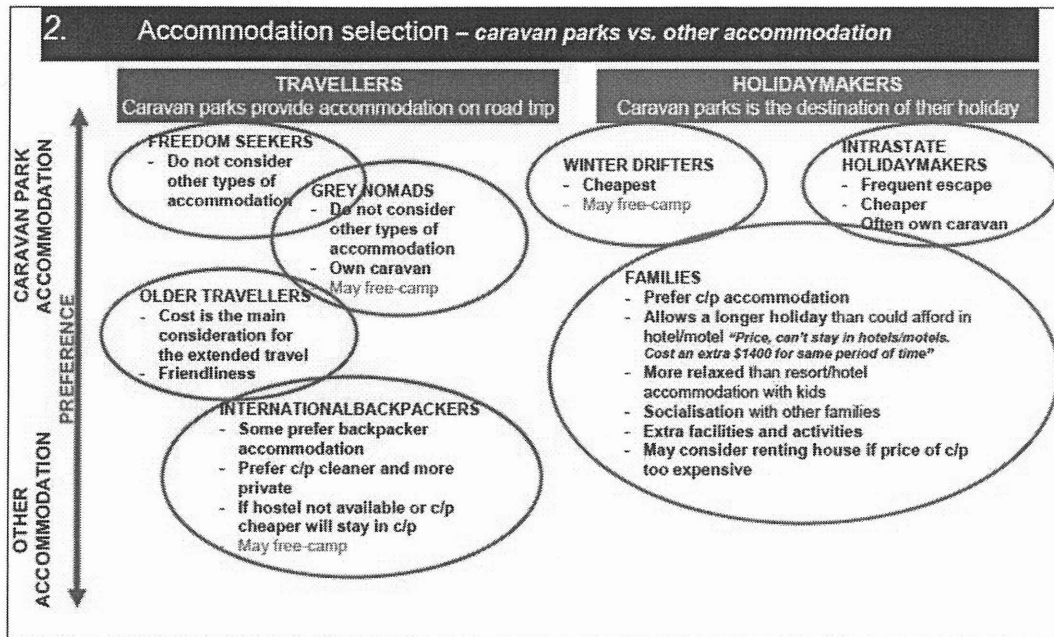 2. Accommodation selection – caravan parks vs. other accommodation
TRAVELLERS
Caravan parks provide accommodation on road trip
HOLIDAYMAKERS
Caravan parks is the destination of their holiday
CARAVAN PARK
ACCOMMODATION
PREFERENCE
OTHER
ACCOMMODATION
FREEDOM SEEKERS
- Do not consider
other types of
accommodation
GREY NOMADS
- Do not consider
other types of
accommodation
- Own caravan
- May free-camp
OLDER TRAVELLERS
- Cost is the main
consideration for
the extended travel
- Friendliness
INTERNATIONALBACKPACKERS
- Some prefer backpacker
accommodation
- Prefer c/p cleaner and more
private
- If hostel not available or c/p
cheaper will stay in c/p
- May free-camp
WINTER DRIFTERS
- Cheapest
- May free-camp
INTRASTATE
HOLIDAYMAKERS
- Frequent escape
- Cheaper
- Often own caravan
FAMILIES
- Prefer c/p accommodation
- Allows a longer holiday than could afford in
hotel/motel "Price, can't stay in hotels/motels.
Cost an extra $1400 for same period of time"
- More relaxed than resort/hotel
accommodation with kids
- Socialisation with other families
- Extra facilities and activities
- May consider renting house if price of c/p
too expensive